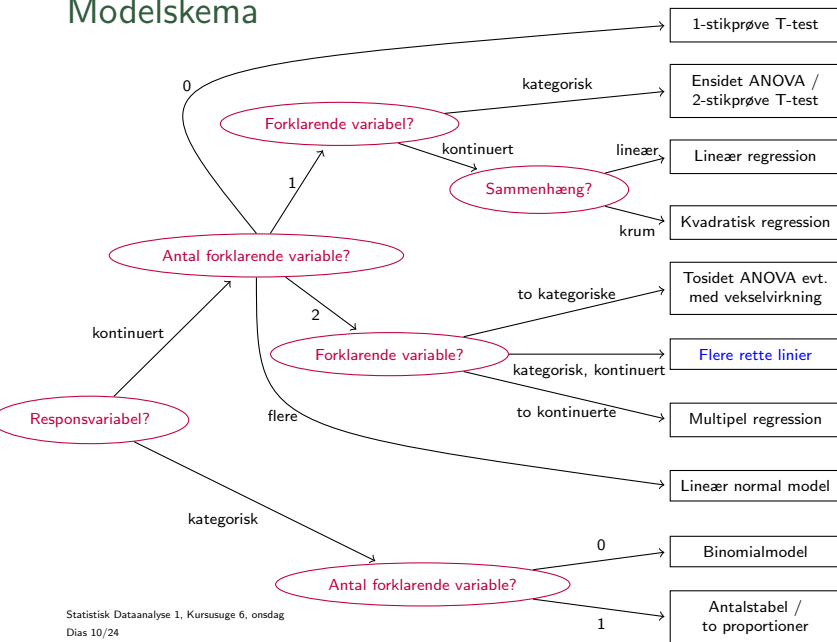 Modelskema
0
1-stikprøve T-test
kategorisk
Ensidet ANOVA /
2-stikprøve T-test
Forklarende variabel?
kontinuert
lineær
Lineær regression
1
Sammenhæng?
krum
Kvadratisk regression
Antal forklarende variable?
to kategoriske
Tosidet ANOVA evt.
med vekselvirkning
2
kontinuert
Forklarende variable?
kategorisk, kontinuert
Flere rette linier
Responsvariabel?
flere
to kontinuerte
Multipel regression
Lineær normal model
kategorisk
0
Binomialmodel
Antal forklarende variable?
1
Antalstabel /
to proportioner
Statistisk Dataanalyse 1, Kursusuge 6, onsdag
Dias 10/24